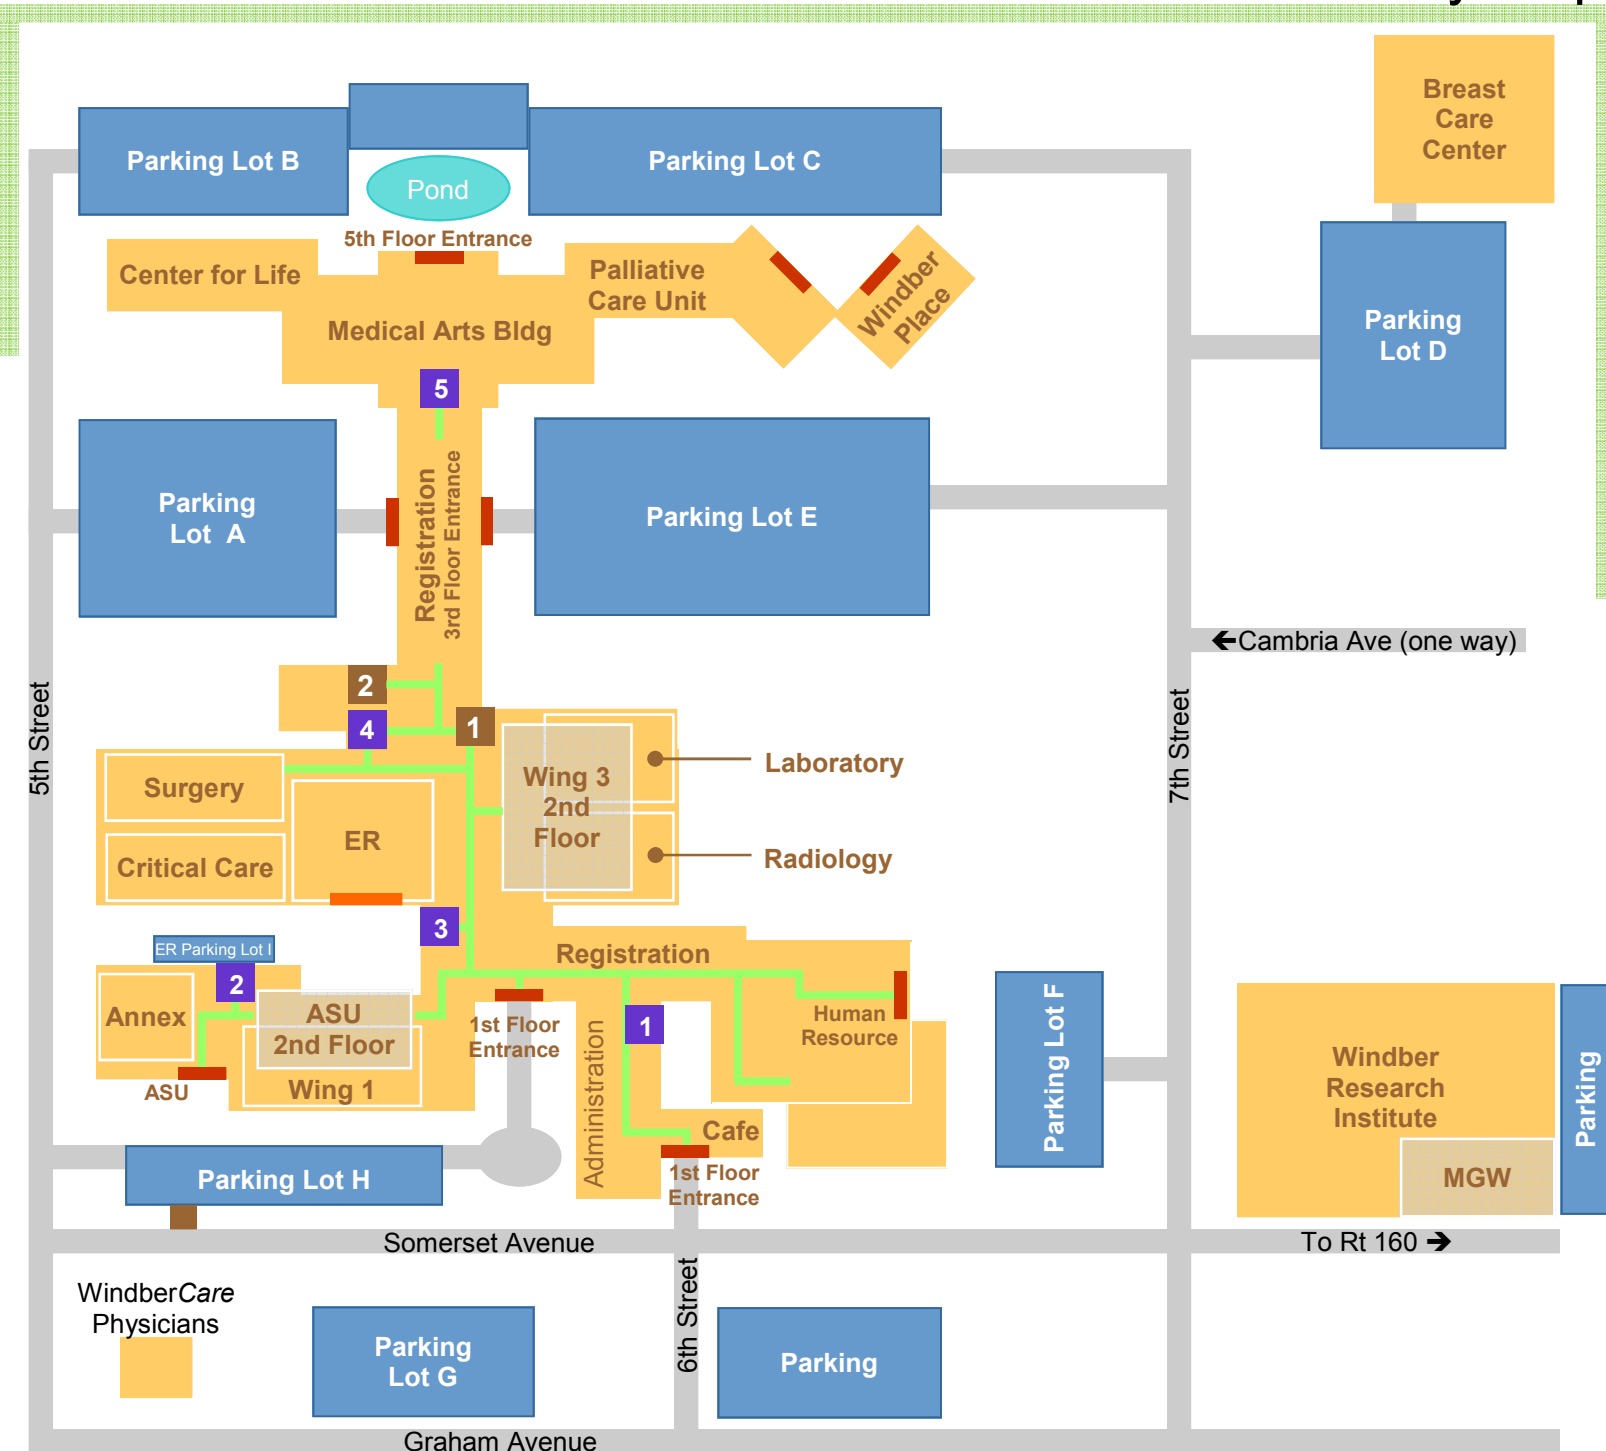 Breast
Care
Center
Parking Lot B
Parking Lot C
Pond
5th Floor Entrance
Center for Life
Palliative
Care Unit
Windber
Place
Medical Arts Bldg
Parking
Lot D
5
Parking
Lot A
Registration
3rd Floor Entrance
Parking Lot E
🡰Cambria Ave (one way)
5th Street
7th Street
2
4
1
Surgery
Wing 3
2nd
Floor
Laboratory
ER
Critical Care
Radiology
3
ER Parking Lot I
Registration
2
Annex
ASU
2nd Floor
Wing 1
ASU
1st Floor
Entrance
Administration
1
Human
Resource
Parking Lot F
Windber
Research
Institute
MGW
Parking
Cafe
1st Floor
Entrance
Parking Lot H
Somerset Avenue
To Rt 160 🡲
WindberCare
Physicians
Parking
Lot G
6th Street
Parking
Graham Avenue